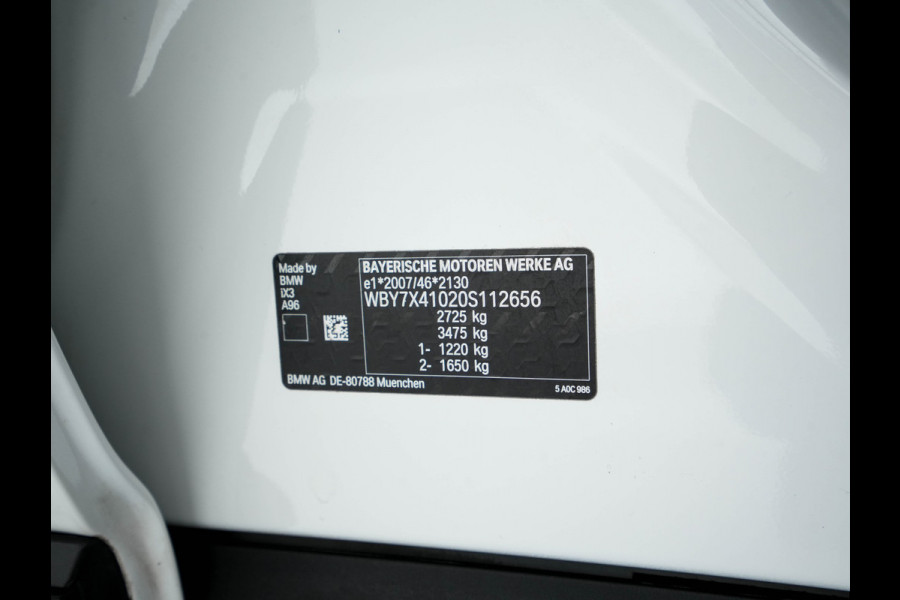 Made by
BMW
iX3
A96
BAYERISCHE MOTOREN WERKE AG
e1*2007/46*2130
WBY7X41020S112656
2725 kg
3475 kg
1- 1220 kg
2- 1650 kg
BMW AG DE-80788 Muenchen
5 A0C 986